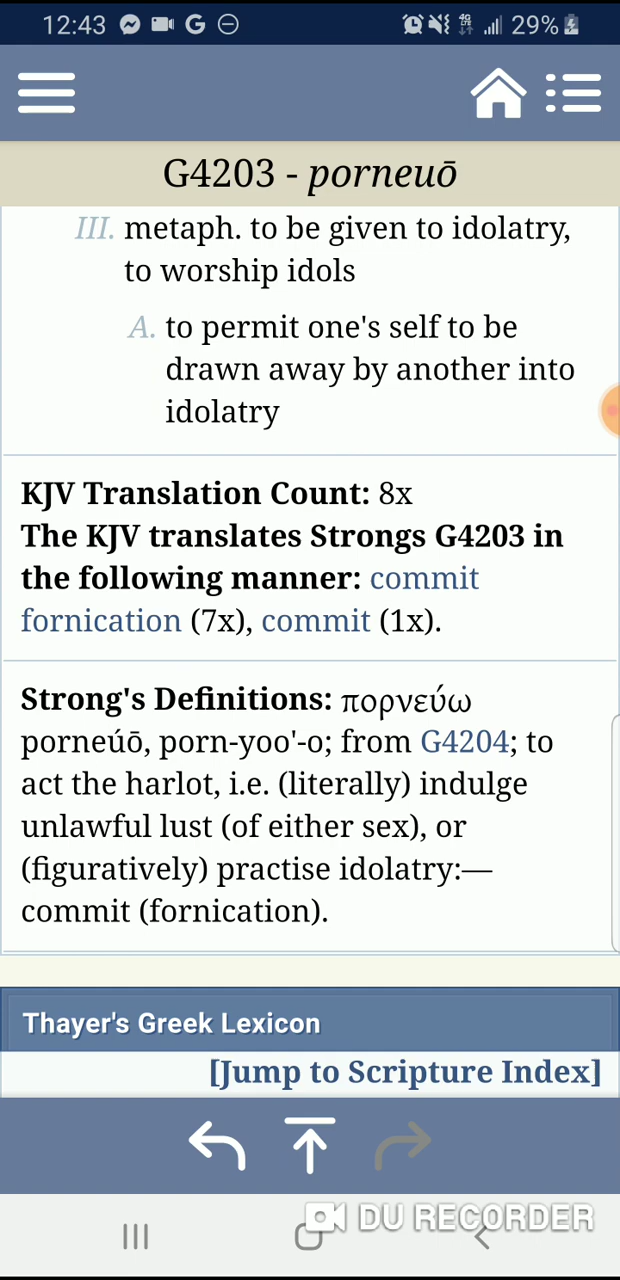 12:43
29%
G4203 - porneuō
III. metaph. to be given to idolatry,
to worship idols
A. to permit one's self to be
drawn away by another into
idolatry
KJV Translation Count: 8x
The KJV translates Strongs G4203 in
the following manner: commit
fornication (7x), commit (1x).
Strong's Definitions: πορνεύω
porneúō, porn-yoo'-o; from G4204; to
act the harlot, i.e. (literally) indulge
unlawful lust (of either sex), or
(figuratively) practise idolatry:—
commit (fornication).
Thayer's Greek Lexicon
[Jump to Scripture Index]
DU RECORDER